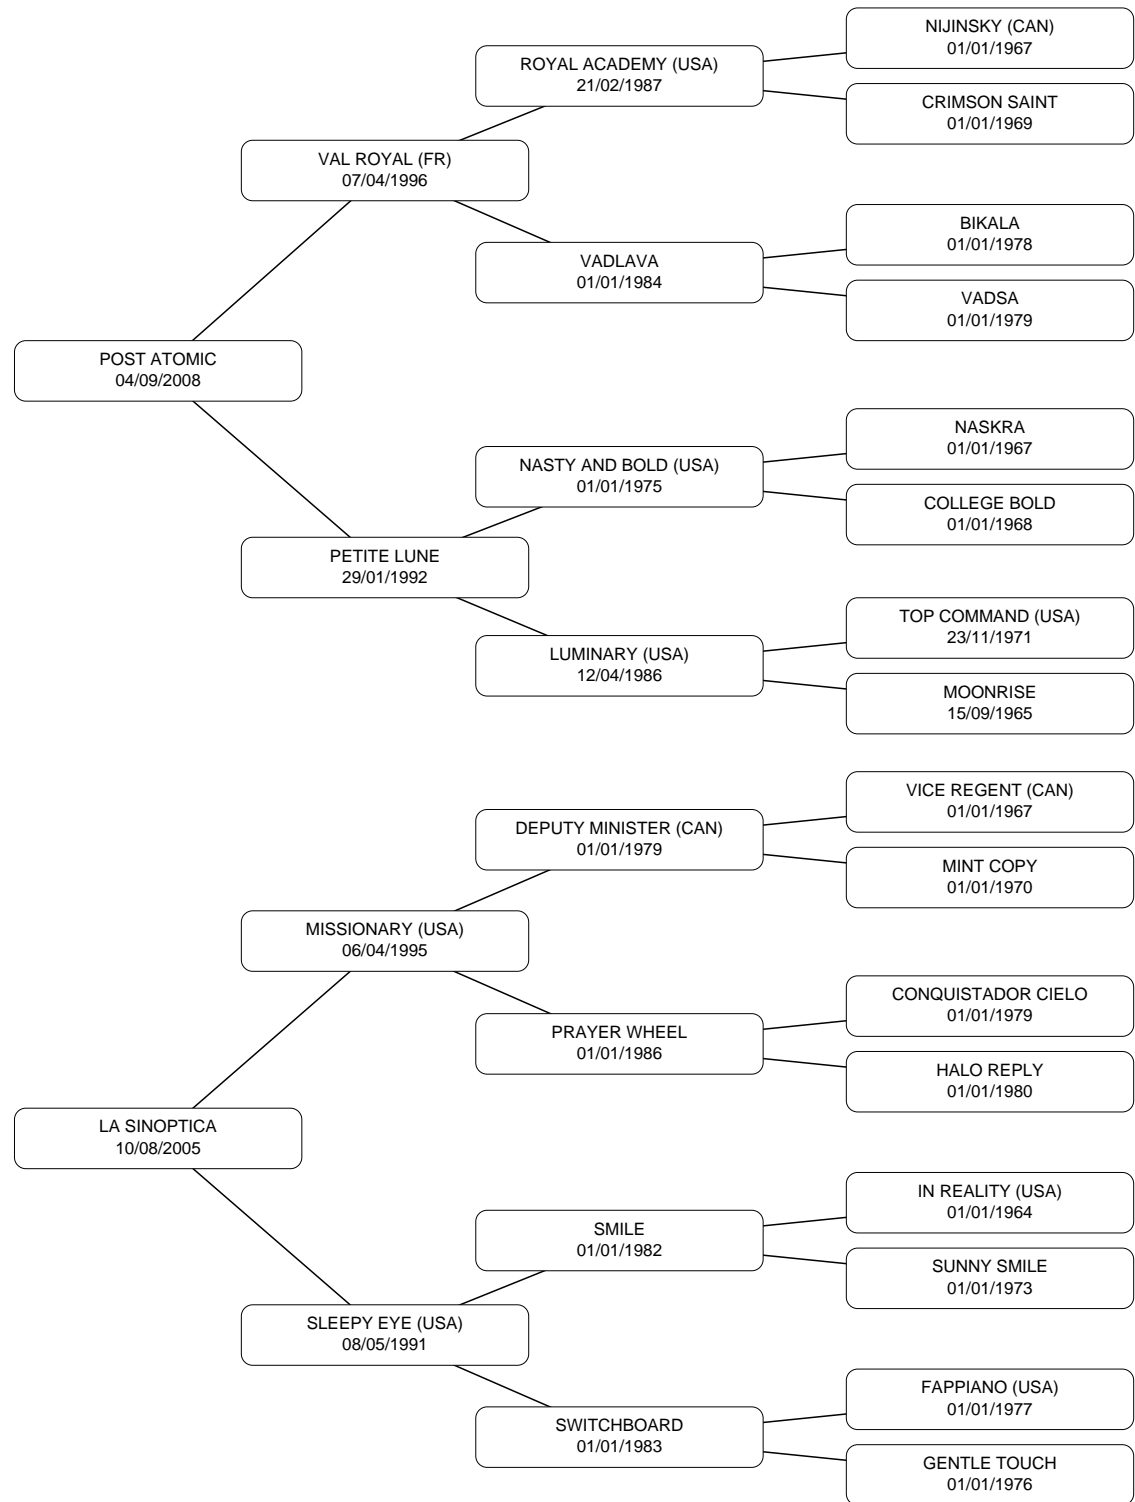 NIJINSKY (CAN)
01/01/1967
ROYAL ACADEMY (USA)
21/02/1987
CRIMSON SAINT
01/01/1969
VAL ROYAL (FR)
07/04/1996
BIKALA
01/01/1978
VADLAVA
01/01/1984
VADSA
01/01/1979
POST ATOMIC
04/09/2008
NASKRA
01/01/1967
NASTY AND BOLD (USA)
01/01/1975
COLLEGE BOLD
01/01/1968
PETITE LUNE
29/01/1992
TOP COMMAND (USA)
23/11/1971
LUMINARY (USA)
12/04/1986
MOONRISE
15/09/1965
VICE REGENT (CAN)
01/01/1967
DEPUTY MINISTER (CAN)
01/01/1979
MINT COPY
01/01/1970
MISSIONARY (USA)
06/04/1995
CONQUISTADOR CIELO
01/01/1979
PRAYER WHEEL
01/01/1986
HALO REPLY
01/01/1980
LA SINOPTICA
10/08/2005
IN REALITY (USA)
01/01/1964
SMILE
01/01/1982
SUNNY SMILE
01/01/1973
SLEEPY EYE (USA)
08/05/1991
FAPPIANO (USA)
01/01/1977
SWITCHBOARD
01/01/1983
GENTLE TOUCH
01/01/1976